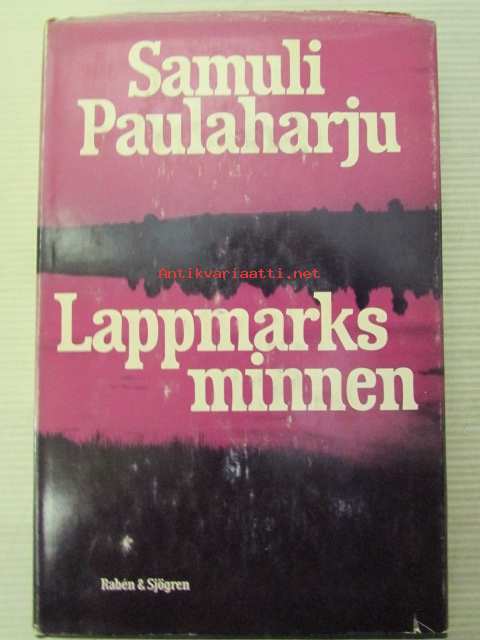 Samuli
Paulaharju
Antikvariaatti.net
Lappmarks
minnen
Rabén & Sjögren